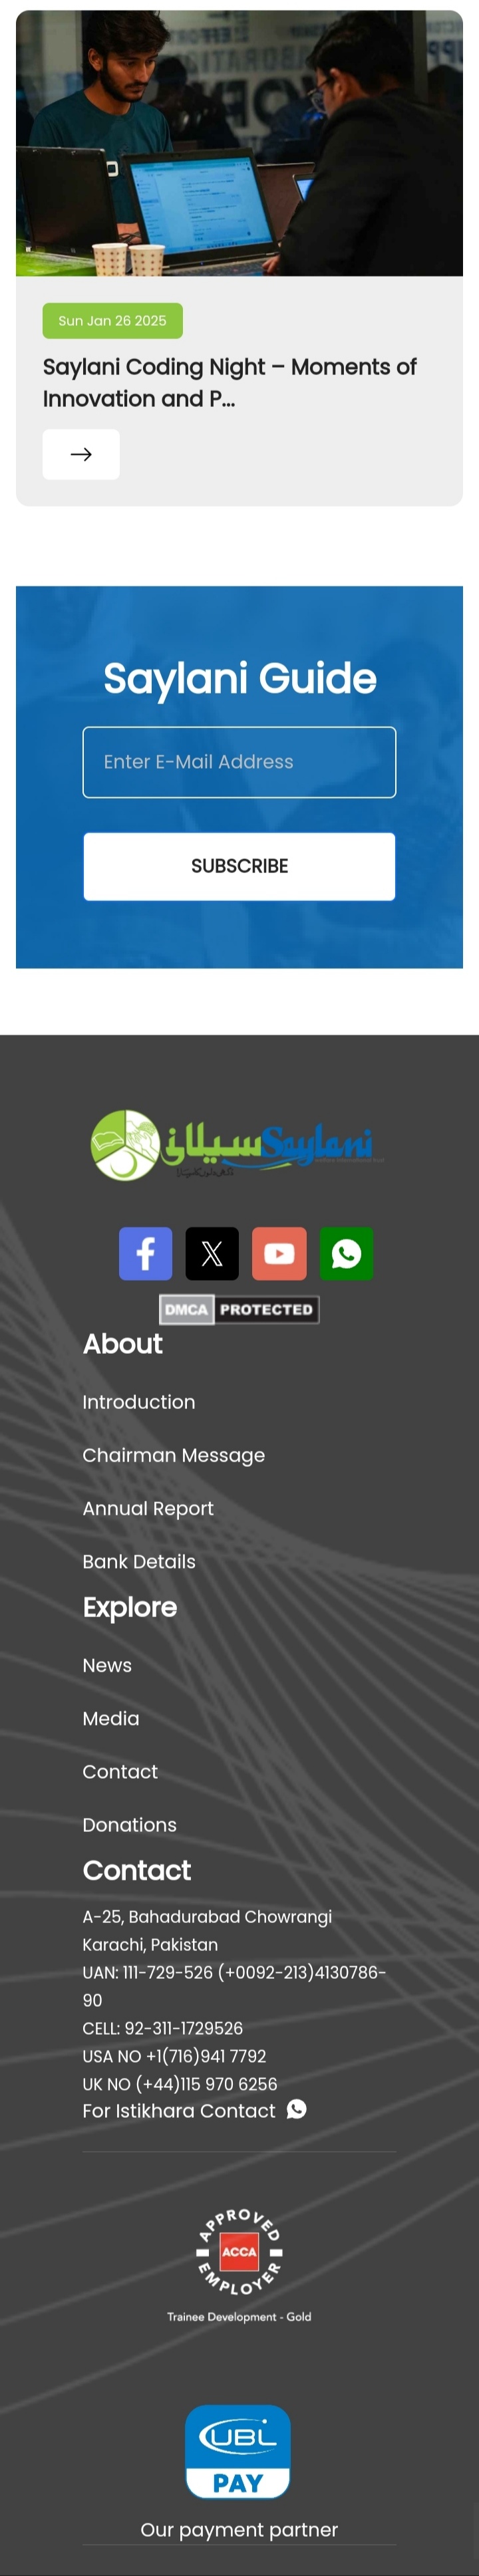 Sun Jan 26 2025
Saylani Coding Night – Moments of
Innovation and P...
Saylani Guide
Enter E-Mail Address
SUBSCRIBE
سیلانی Saylani
DMCA PROTECTED
About
Introduction
Chairman Message
Annual Report
Bank Details
Explore
News
Media
Contact
Donations
Contact
A-25, Bahadurabad Chowrangi
Karachi, Pakistan
UAN: 111-729-526 (+0092-213)4130786-
90
CELL: 92-311-1729526
USA NO +1(716)941 7792
UK NO (+44)115 970 6256
For Istikhara Contact
APPROVED
ACCA
EMPLOYER
Trainee Development - Gold
UBL
PAY
Our payment partner